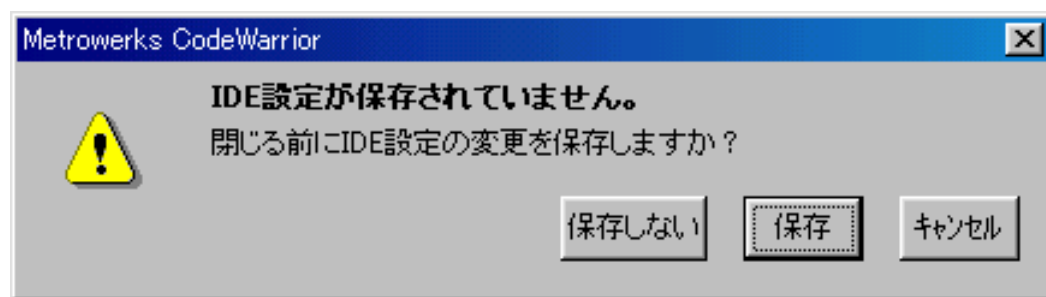 Metrowerks CodeWarrior
IDE設定が保存されていません。
閉じる前にIDE設定の変更を保存しますか?
保存しない 保存 キャンセル